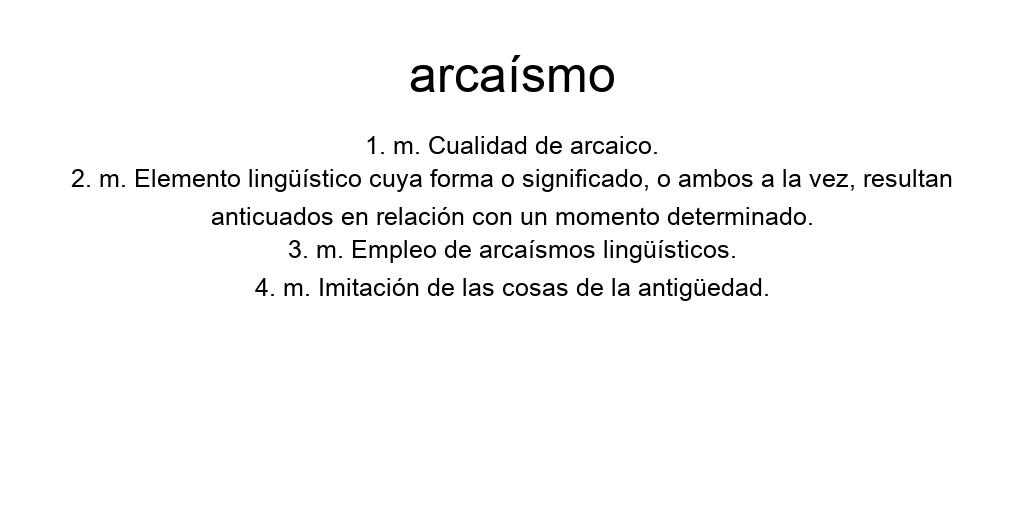 arcaísmo
1. m. Cualidad de arcaico.
2. m. Elemento lingüístico cuya forma o significado, o ambos a la vez, resultan
anticuados en relación con un momento determinado.
3. m. Empleo de arcaísmos lingüísticos.
4. m. Imitación de las cosas de la antigüedad.